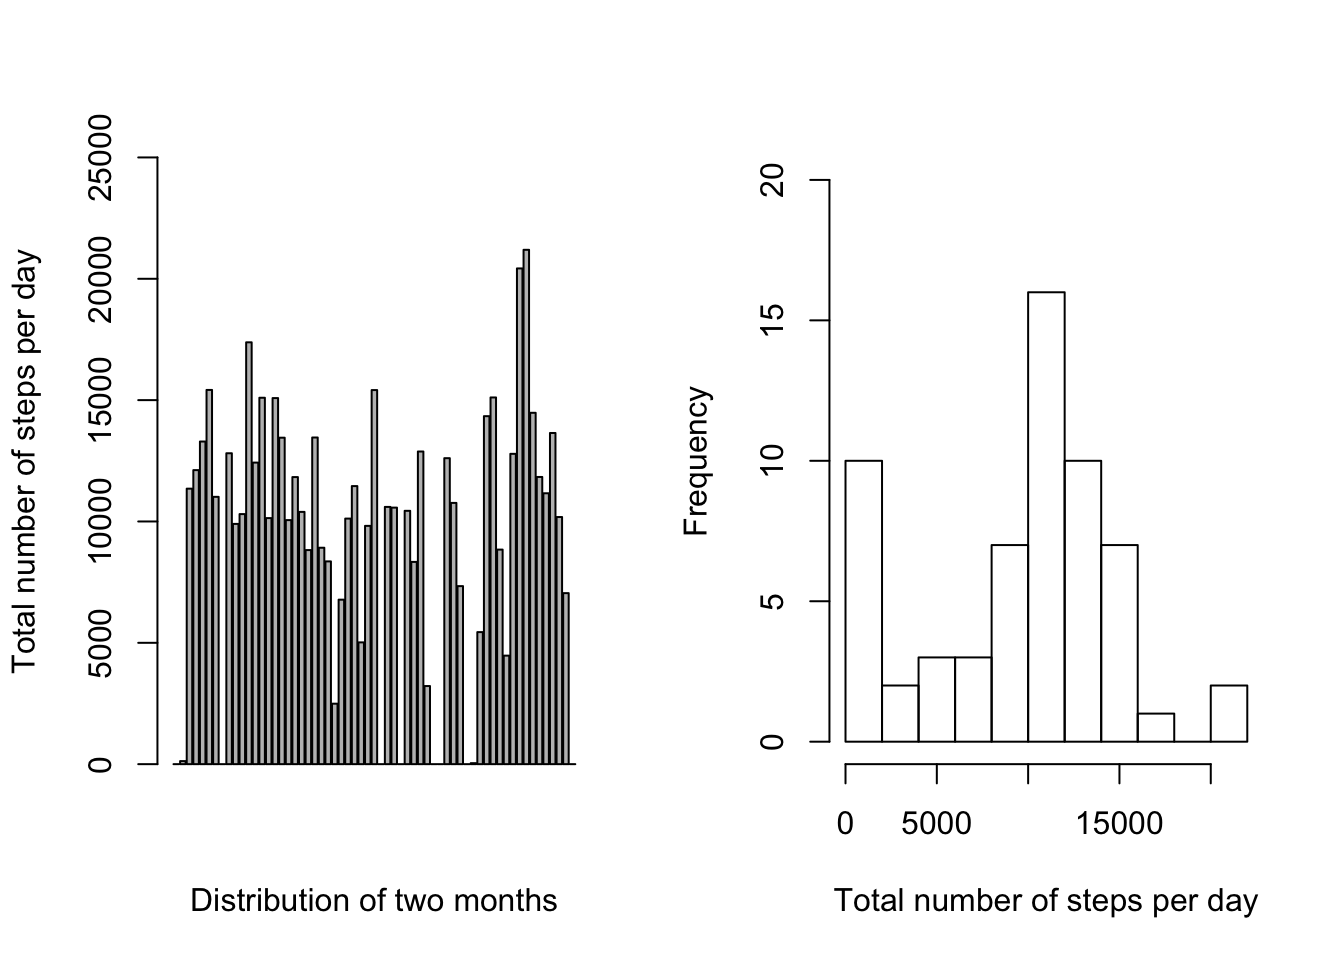 Total number of steps per day
25000
20000
15000
10000
5000
0
Distribution of two months
Frequency
20
15
10
5
0
0 5000 15000
Total number of steps per day